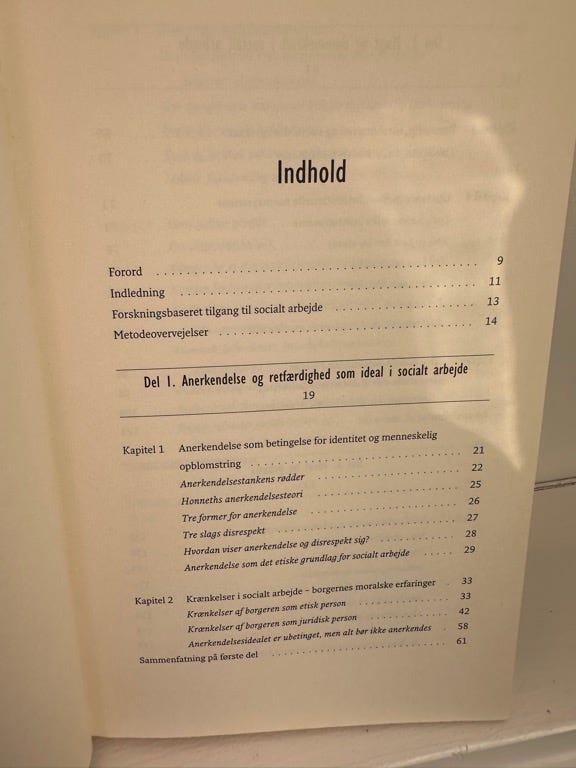 Indhold
Forord . . . . . . . . . . . . . . . . . . . . . . . . . . . . . . . . . . . 9
Indledning . . . . . . . . . . . . . . . . . . . . . . . . . . . . . . . . 11
Forskningsbaseret tilgang til socialt arbejde . . . . . . . . . . . . . . . 13
Metodeovervejelser . . . . . . . . . . . . . . . . . . . . . . . . . . . . 14
Del 1. Anerkendelse og retfærdighed som ideal i socialt arbejde
19
Kapitel 1 Anerkendelse som betingelse for identitet og menneskelig
opblomstring . . . . . . . . . . . . . . . . . . . . . . . . 21
Anerkendelsestankens rødder . . . . . . . . . . . . . . . . . 22
Honneths anerkendelsesteori . . . . . . . . . . . . . . . . . 25
Tre former for anerkendelse . . . . . . . . . . . . . . . . . 26
Tre slags disrespekt . . . . . . . . . . . . . . . . . . . . 27
Hvordan viser anerkendelse og disrespekt sig? . . . . . . . . 28
Anerkendelse som det etiske grundlag for socialt arbejde . . . . . 29
Kapitel 2 Krænkelser i socialt arbejde – borgernes moralske erfaringer . 33
Krænkelser af borgeren som etisk person . . . . . . . . . . . 33
Krænkelser af borgeren som juridisk person . . . . . . . . . . 42
Anerkendelsesidealet er ubetinget, men alt bør ikke anerkendes . . 58
Sammenfatning på første del . . . . . . . . . . . . . . . . . . . 61